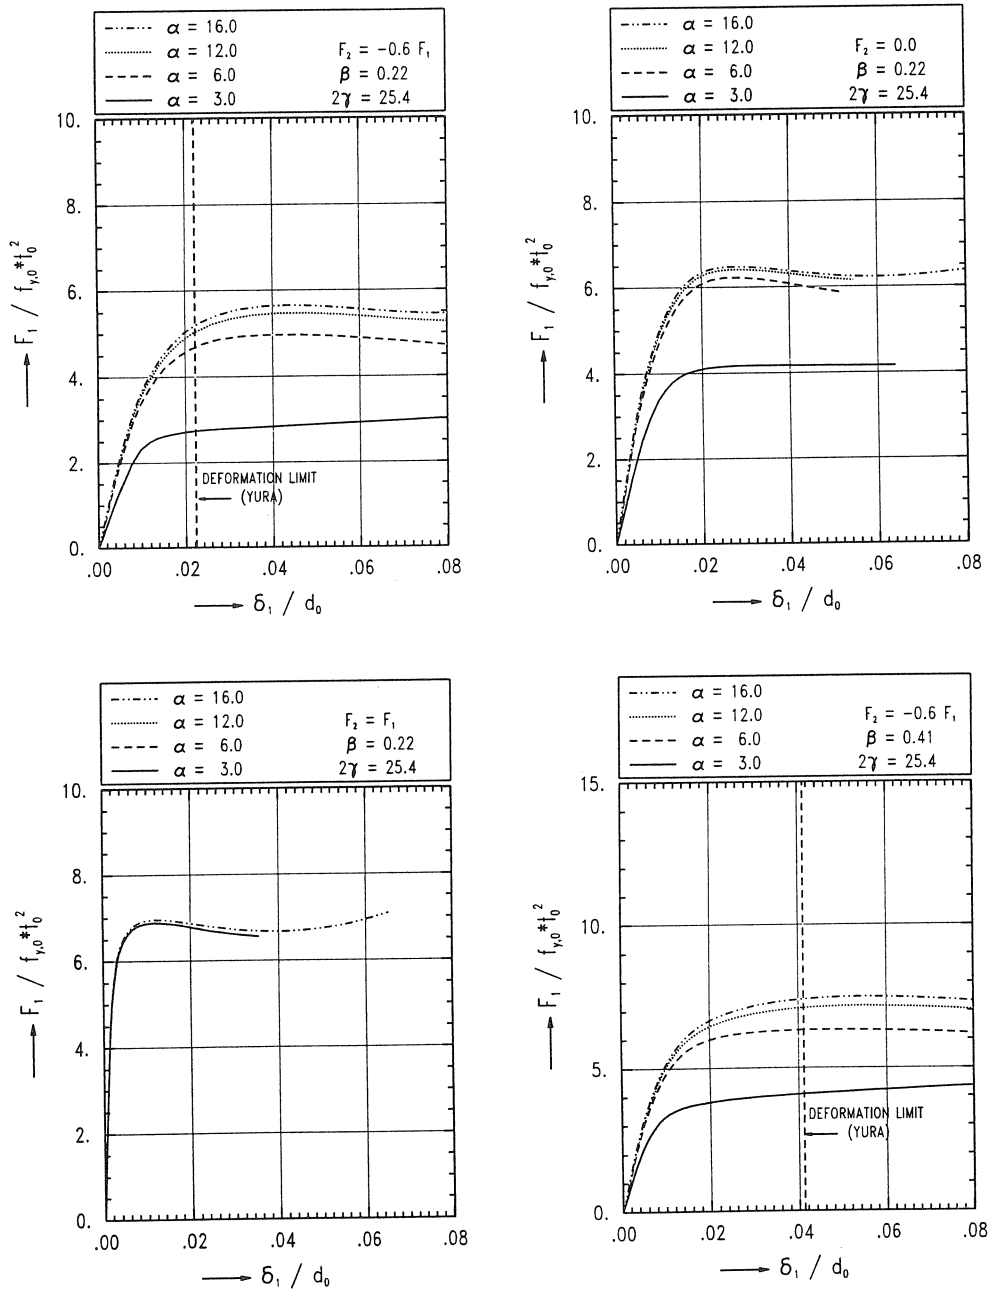 α = 16.0
α = 12.0
F₂ = -0.6 F₁
α = 6.0
β = 0.22
α = 3.0
2γ = 25.4
10.
8.
6.
4.
2.
0.
F₁ / f_y,0*t₀²
DEFORMATION LIMIT
(YURA)
.00 .02 .04 .06 .08
δ₁ / d₀
α = 16.0
α = 12.0
F₂ = 0.0
α = 6.0
β = 0.22
α = 3.0
2γ = 25.4
10.
8.
6.
4.
2.
0.
F₁ / f_y,0*t₀²
.00 .02 .04 .06 .08
δ₁ / d₀
α = 16.0
α = 12.0
F₂ = F₁
α = 6.0
β = 0.22
α = 3.0
2γ = 25.4
10.
8.
6.
4.
2.
0.
F₁ / f_y,0*t₀²
.00 .02 .04 .06 .08
δ₁ / d₀
α = 16.0
α = 12.0
F₂ = -0.6 F₁
α = 6.0
β = 0.41
α = 3.0
2γ = 25.4
15.
10.
5.
0.
F₁ / f_y,0*t₀²
DEFORMATION LIMIT
(YURA)
.00 .02 .04 .06 .08
δ₁ / d₀